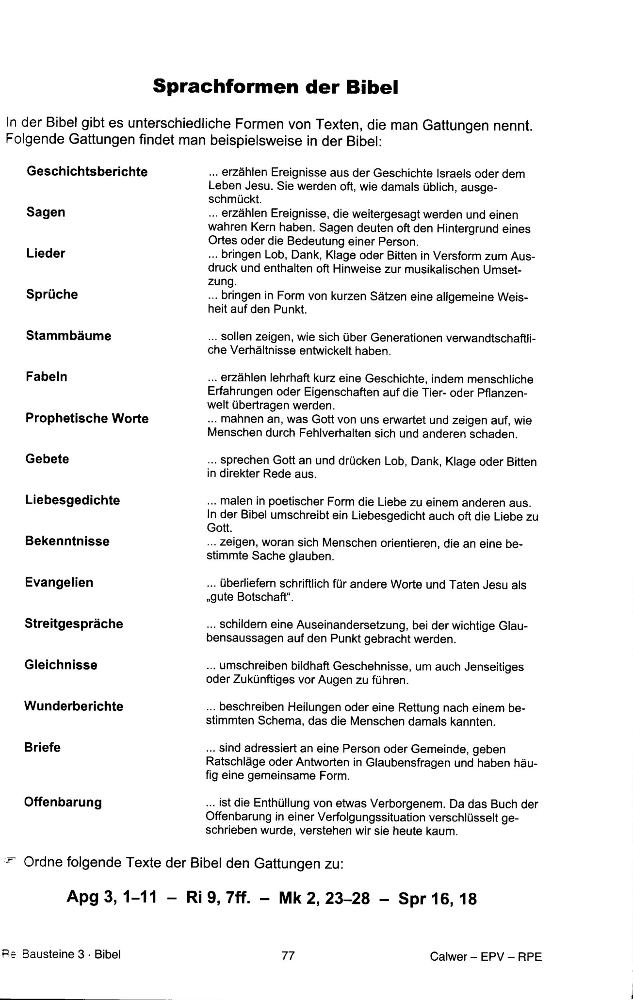 Sprachformen der Bibel
In der Bibel gibt es unterschiedliche Formen von Texten, die man Gattungen nennt.
Folgende Gattungen findet man beispielsweise in der Bibel:
Geschichtsberichte ... erzählen Ereignisse aus der Geschichte Israels oder dem
Leben Jesu. Sie werden oft, wie damals üblich, ausge-
schmückt.
Sagen ... erzählen Ereignisse, die weitergesagt werden und einen
wahren Kern haben. Sagen deuten oft den Hintergrund eines
Ortes oder die Bedeutung einer Person.
Lieder ... bringen Lob, Dank, Klage oder Bitten in Versform zum Aus-
druck und enthalten oft Hinweise zur musikalischen Umset-
zung.
Sprüche ... bringen in Form von kurzen Sätzen eine allgemeine Weis-
heit auf den Punkt.
Stammbäume ... sollen zeigen, wie sich über Generationen verwandtschaftli-
che Verhältnisse entwickelt haben.
Fabeln ... erzählen lehrhaft kurz eine Geschichte, indem menschliche
Erfahrungen oder Eigenschaften auf die Tier- oder Pflanzen-
welt übertragen werden.
Prophetische Worte ... mahnen an, was Gott von uns erwartet und zeigen auf, wie
Menschen durch Fehlverhalten sich und anderen schaden.
Gebete ... sprechen Gott an und drücken Lob, Dank, Klage oder Bitten
in direkter Rede aus.
Liebesgedichte ... malen in poetischer Form die Liebe zu einem anderen aus.
In der Bibel umschreibt ein Liebesgedicht auch oft die Liebe zu
Gott.
Bekenntnisse ... zeigen, woran sich Menschen orientieren, die an eine be-
stimmte Sache glauben.
Evangelien ... überliefern schriftlich für andere Worte und Taten Jesu als
„gute Botschaft“.
Streitgespräche ... schildern eine Auseinandersetzung, bei der wichtige Glau-
bensaussagen auf den Punkt gebracht werden.
Gleichnisse ... umschreiben bildhaft Geschehnisse, um auch Jenseitiges
oder Zukünftiges vor Augen zu führen.
Wunderberichte ... beschreiben Heilungen oder eine Rettung nach einem be-
stimmten Schema, das die Menschen damals kannten.
Briefe ... sind adressiert an eine Person oder Gemeinde, geben
Ratschläge oder Antworten in Glaubensfragen und haben häu-
fig eine gemeinsame Form.
Offenbarung ... ist die Enthüllung von etwas Verborgenem. Da das Buch der
Offenbarung in einer Verfolgungssituation verschlüsselt ge-
schrieben wurde, verstehen wir sie heute kaum.
☞ Ordne folgende Texte der Bibel den Gattungen zu:
Apg 3, 1–11 – Ri 9, 7ff. – Mk 2, 23–28 – Spr 16, 18
Bausteine 3 · Bibel 77 Calwer – EPV – RPE